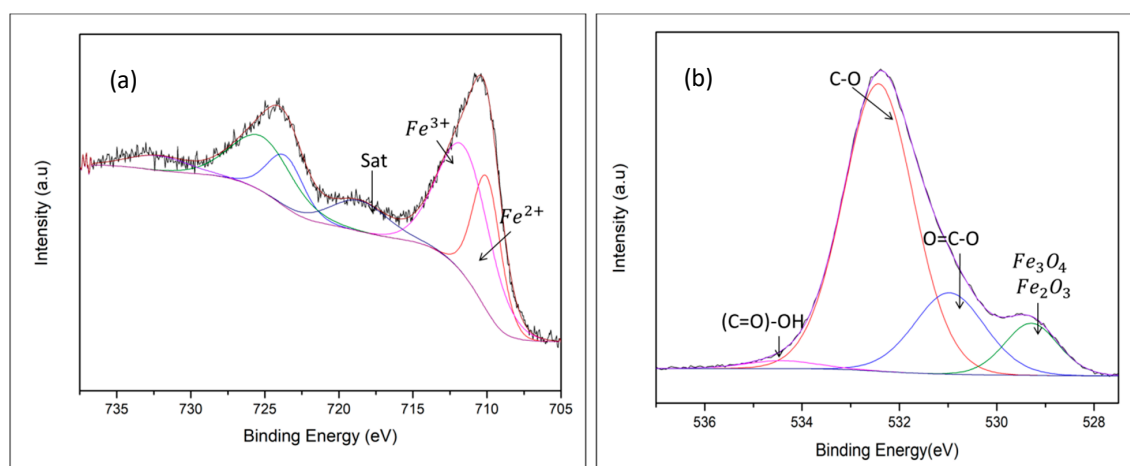 (a)
Fe³⁺
Sat
Fe²⁺
Intensity (a.u)
735 730 725 720 715 710 705
Binding Energy (eV)
(b)
C-O
O=C-O
Fe₃O₄
Fe₂O₃
(C=O)-OH
Intensity (a.u)
536 534 532 530 528
Binding Energy(eV)